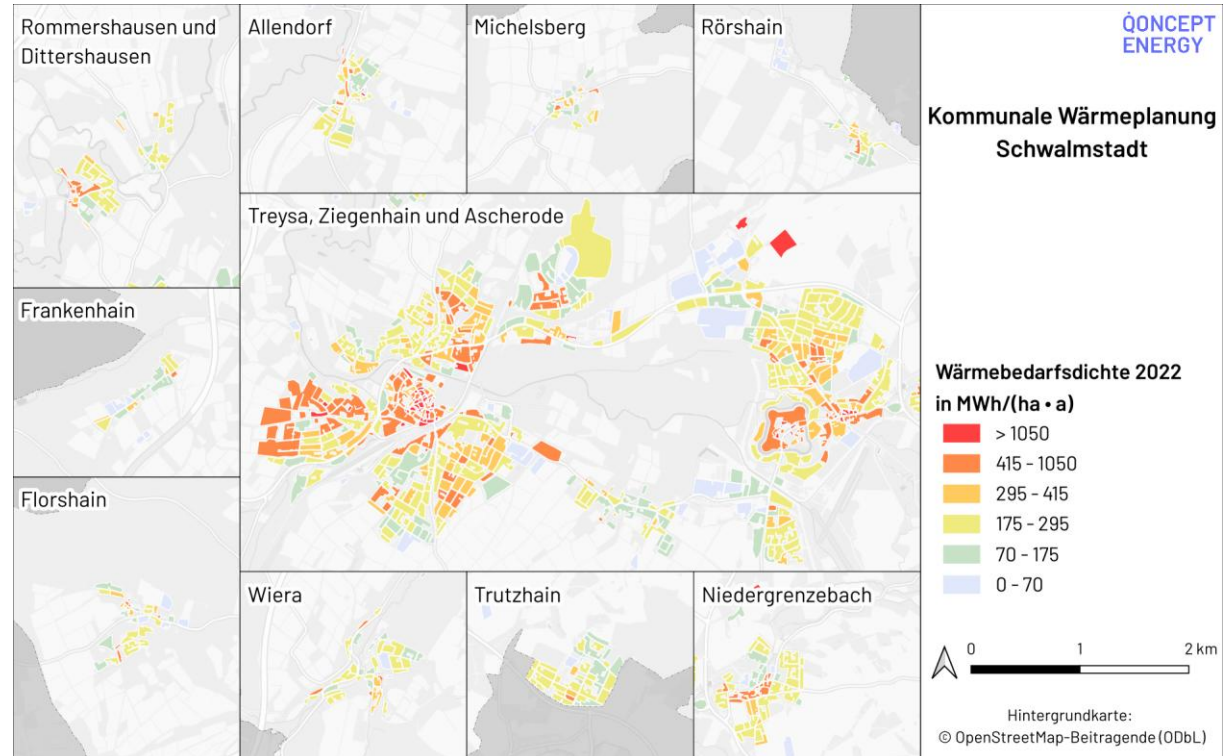 Rommershausen und
Dittershausen
Allendorf
Michelsberg
Rörshain
QONCEPT
ENERGY
Kommunale Wärmeplanung
Schwalmstadt
Treysa, Ziegenhain und Ascherode
Frankenhain
Florshain
Wiera
Trutzhain
Niedergrenzebach
Wärmebedarfsdichte 2022
in MWh/(ha • a)
> 1050
415 - 1050
295 - 415
175 - 295
70 - 175
0 - 70
0 1 2 km
Hintergrundkarte:
© OpenStreetMap-Beitragende (ODbL)